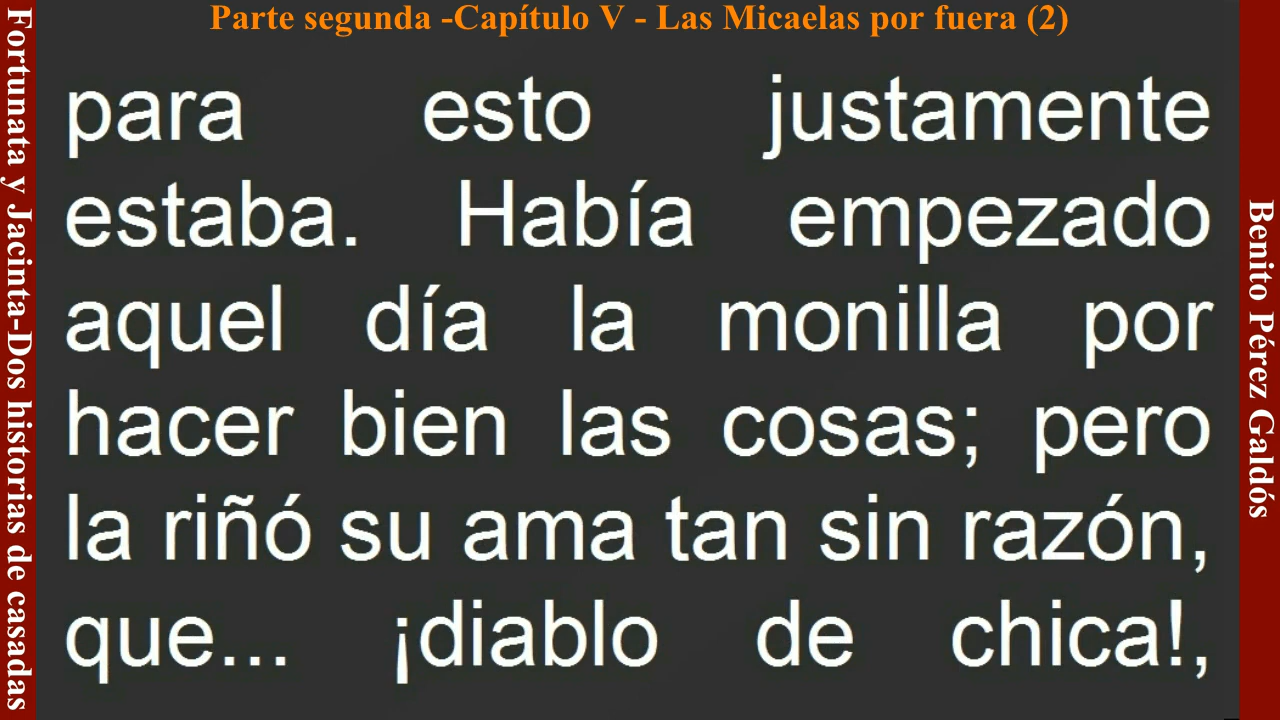 Parte segunda -Capítulo V - Las Micaelas por fuera (2)
Fortunata y Jacinta-Dos historias de casadas
para esto justamente
estaba. Había empezado
aquel día la monilla por
hacer bien las cosas; pero
la riñó su ama tan sin razón,
que... ¡diablo de chica!,
Benito Pérez Galdós